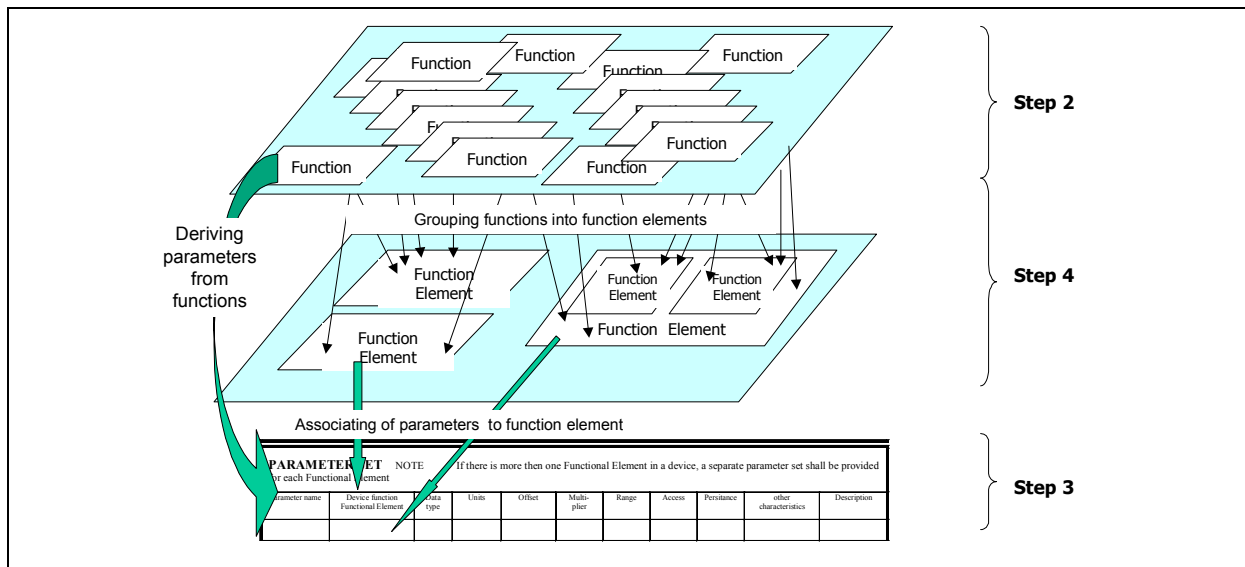 Function
Function
Function
Function
Function
Function
Function
Function
Function
Step 2
Grouping functions into function elements
Deriving
parameters
from
functions
Function
Element
Function
Element
Function
Element
Function Element
Function
Element
Step 4
Associating of parameters to function element
PARAMETER SET NOTE If there is more then one Functional Element in a device, a separate parameter set shall be provided
for each Functional Element
Parameter name
Device function
Functional Element
Data
type
Units
Offset
Multi-
plier
Range
Access
Persitance
other
characteristics
Description
Step 3